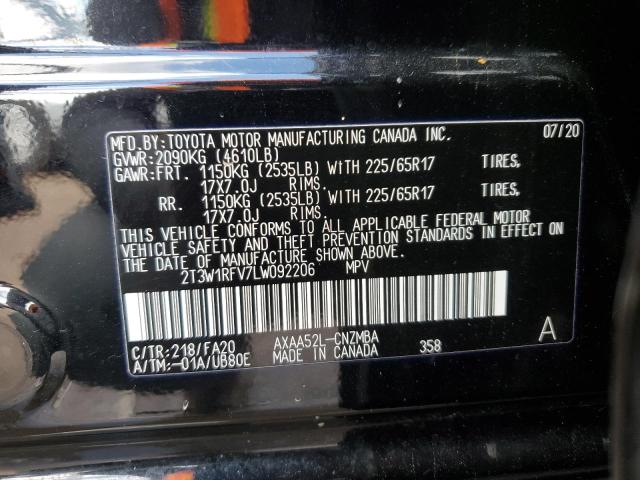 MFD.BY:TOYOTA MOTOR MANUFACTURING CANADA INC. 07/20
GVWR:2090KG (4610LB)
GAWR:FRT. 1150KG (2535LB) WITH 225/65R17 TIRES,
17X7.0J RIMS.
RR. 1150KG (2535LB) WITH 225/65R17 TIRES,
17X7.0J RIMS.
THIS VEHICLE CONFORMS TO ALL APPLICABLE FEDERAL MOTOR
VEHICLE SAFETY AND THEFT PREVENTION STANDARDS IN EFFECT ON
THE DATE OF MANUFACTURE SHOWN ABOVE.
2T3W1RFV7LW092206 MPV
C/TR:218/FA20 AXAA52L-CNZMBA 358 A
A/TM:-01A/U680E MADE IN CANADA